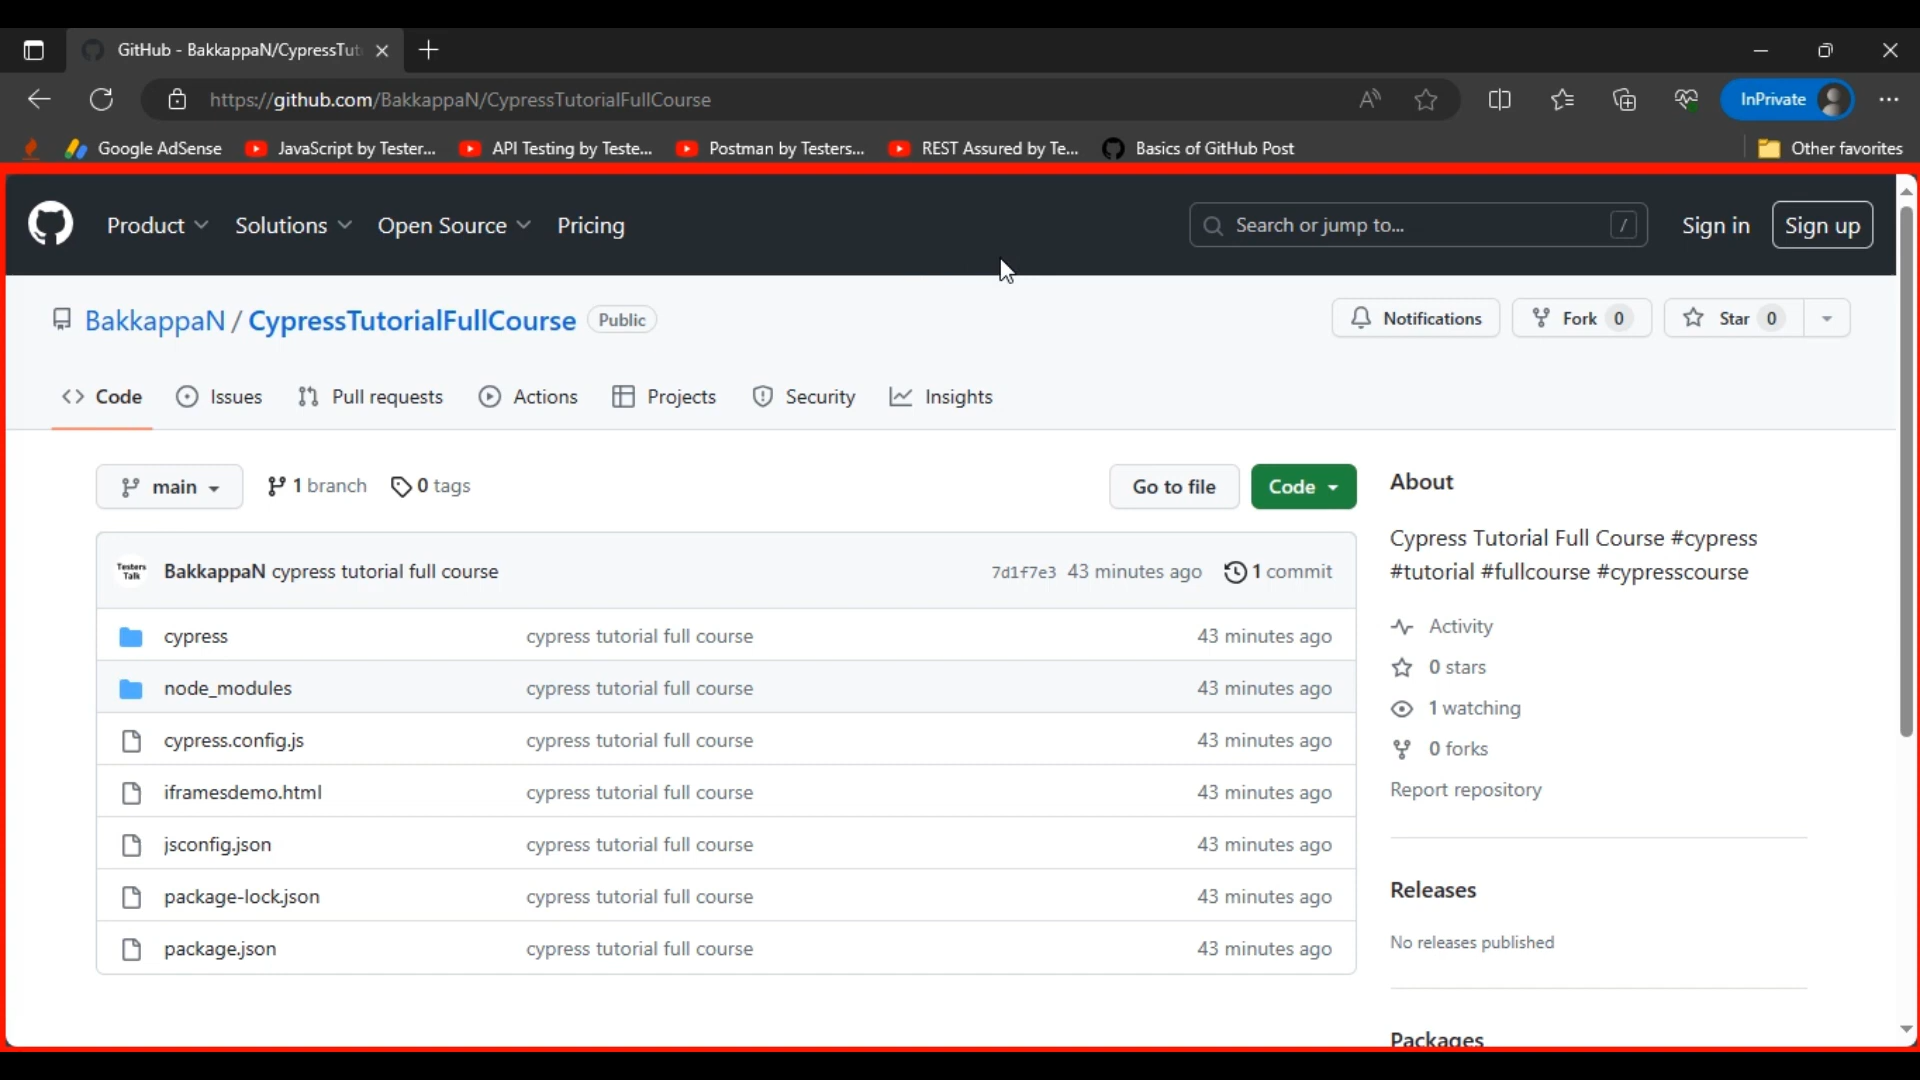 GitHub - BakkappaN/CypressTut
https://github.com/BakkappaN/CypressTutorialFullCourse
InPrivate
Google AdSense
JavaScript by Tester...
API Testing by Teste...
Postman by Testers...
REST Assured by Te...
Basics of GitHub Post
Other favorites
Product
Solutions
Open Source
Pricing
Search or jump to...
/
Sign in
Sign up
BakkappaN / CypressTutorialFullCourse
Public
Notifications
Fork 0
Star 0
Code
Issues
Pull requests
Actions
Projects
Security
Insights
main
1 branch
0 tags
Go to file
Code
Testers
Talk
BakkappaN cypress tutorial full course
7d1f7e3 43 minutes ago
1 commit
cypress cypress tutorial full course 43 minutes ago
node_modules cypress tutorial full course 43 minutes ago
cypress.config.js cypress tutorial full course 43 minutes ago
iframesdemo.html cypress tutorial full course 43 minutes ago
jsconfig.json cypress tutorial full course 43 minutes ago
package-lock.json cypress tutorial full course 43 minutes ago
package.json cypress tutorial full course 43 minutes ago
About
Cypress Tutorial Full Course #cypress
#tutorial #fullcourse #cypresscourse
Activity
0 stars
1 watching
0 forks
Report repository
Releases
No releases published
Packages